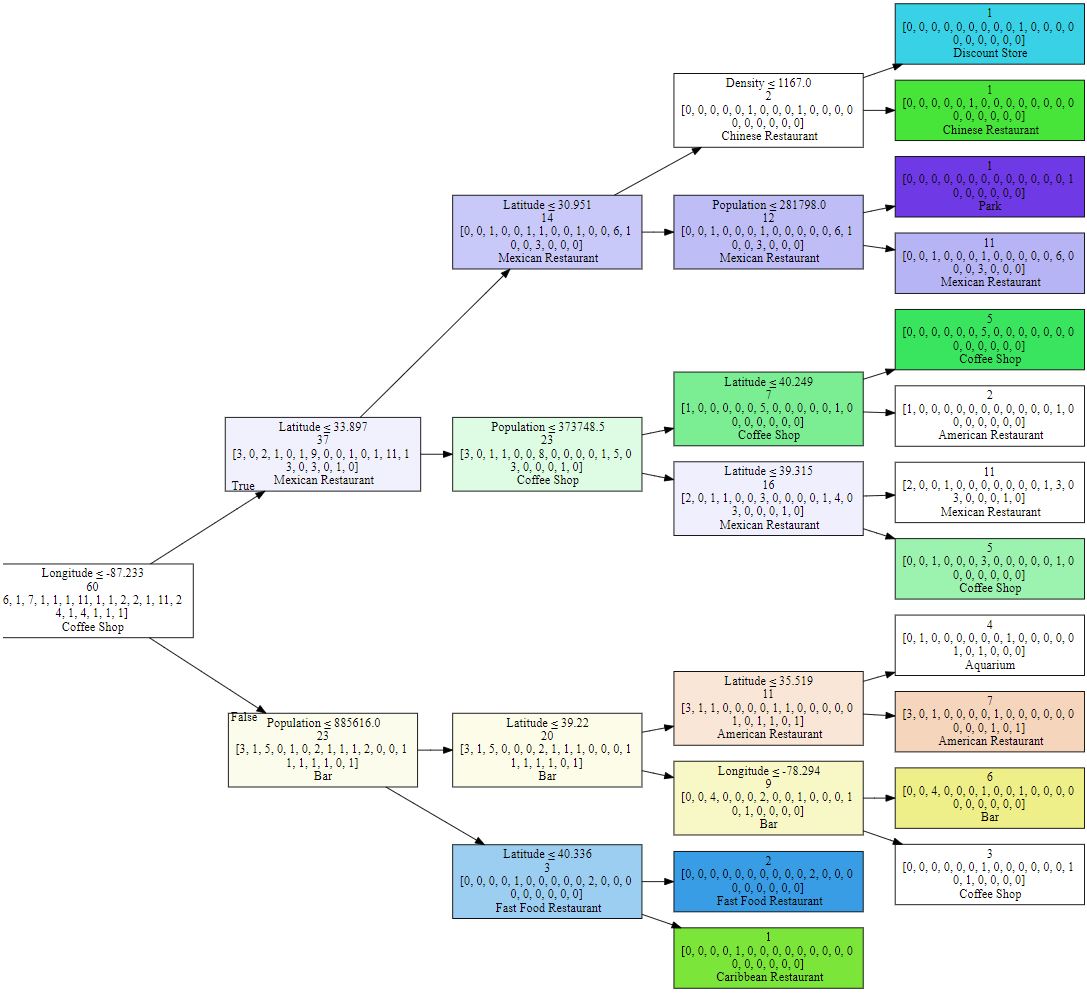 1
[0, 0, 0, 0, 0, 0, 0, 0, 0, 1, 0, 0, 0, 0
0, 0, 0, 0, 0, 0]
Discount Store
Density ≤ 1167.0
2
[0, 0, 0, 0, 0, 1, 0, 0, 0, 1, 0, 0, 0, 0
0, 0, 0, 0, 0, 0]
Chinese Restaurant
1
[0, 0, 0, 0, 0, 1, 0, 0, 0, 0, 0, 0, 0, 0
0, 0, 0, 0, 0, 0]
Chinese Restaurant
1
[0, 0, 0, 0, 0, 0, 0, 0, 0, 0, 0, 0, 0, 1
0, 0, 0, 0, 0, 0]
Park
Latitude ≤ 30.951
14
[0, 0, 1, 0, 0, 1, 1, 0, 0, 1, 0, 0, 6, 1
0, 0, 3, 0, 0, 0]
Mexican Restaurant
Population ≤ 281798.0
12
[0, 0, 1, 0, 0, 0, 1, 0, 0, 0, 0, 0, 6, 1
0, 0, 3, 0, 0, 0]
Mexican Restaurant
11
[0, 0, 1, 0, 0, 0, 1, 0, 0, 0, 0, 0, 6, 0
0, 0, 3, 0, 0, 0]
Mexican Restaurant
5
[0, 0, 0, 0, 0, 0, 5, 0, 0, 0, 0, 0, 0, 0
0, 0, 0, 0, 0, 0]
Coffee Shop
Latitude ≤ 40.249
7
[1, 0, 0, 0, 0, 0, 5, 0, 0, 0, 0, 0, 1, 0
0, 0, 0, 0, 0, 0]
Coffee Shop
2
[1, 0, 0, 0, 0, 0, 0, 0, 0, 0, 0, 0, 1, 0
0, 0, 0, 0, 0, 0]
American Restaurant
Latitude ≤ 33.897
37
[3, 0, 2, 1, 0, 1, 9, 0, 0, 1, 0, 1, 11, 1
3, 0, 3, 0, 1, 0]
Mexican Restaurant
True
Population ≤ 373748.5
23
[3, 0, 1, 1, 0, 0, 8, 0, 0, 0, 0, 1, 5, 0
3, 0, 0, 0, 1, 0]
Coffee Shop
Latitude ≤ 39.315
16
[2, 0, 1, 1, 0, 0, 3, 0, 0, 0, 0, 1, 4, 0
3, 0, 0, 0, 1, 0]
Mexican Restaurant
11
[2, 0, 0, 1, 0, 0, 0, 0, 0, 0, 0, 1, 3, 0
3, 0, 0, 0, 1, 0]
Mexican Restaurant
5
[0, 0, 1, 0, 0, 0, 3, 0, 0, 0, 0, 0, 1, 0
0, 0, 0, 0, 0, 0]
Coffee Shop
Longitude ≤ -87.233
60
6, 1, 7, 1, 1, 1, 11, 1, 1, 2, 2, 1, 11, 2
4, 1, 4, 1, 1, 1]
Coffee Shop
4
[0, 1, 0, 0, 0, 0, 0, 0, 1, 0, 0, 0, 0, 0
1, 0, 1, 0, 0, 0]
Aquarium
Latitude ≤ 35.519
11
[3, 1, 1, 0, 0, 0, 0, 1, 1, 0, 0, 0, 0, 0
1, 0, 1, 1, 0, 1]
American Restaurant
7
[3, 0, 1, 0, 0, 0, 0, 1, 0, 0, 0, 0, 0, 0
0, 0, 0, 1, 0, 1]
American Restaurant
False
Population ≤ 885616.0
23
[3, 1, 5, 0, 1, 0, 2, 1, 1, 1, 2, 0, 0, 1
1, 1, 1, 1, 0, 1]
Bar
Latitude ≤ 39.22
20
[3, 1, 5, 0, 0, 0, 2, 1, 1, 1, 0, 0, 0, 1
1, 1, 1, 1, 0, 1]
Bar
Longitude ≤ -78.294
9
[0, 0, 4, 0, 0, 0, 2, 0, 0, 1, 0, 0, 0, 1
0, 1, 0, 0, 0, 0]
Bar
6
[0, 0, 4, 0, 0, 0, 1, 0, 0, 1, 0, 0, 0, 0
0, 0, 0, 0, 0, 0]
Bar
3
[0, 0, 0, 0, 0, 0, 1, 0, 0, 0, 0, 0, 0, 1
0, 1, 0, 0, 0, 0]
Coffee Shop
Latitude ≤ 40.336
3
[0, 0, 0, 0, 1, 0, 0, 0, 0, 0, 2, 0, 0, 0
0, 0, 0, 0, 0, 0]
Fast Food Restaurant
2
[0, 0, 0, 0, 0, 0, 0, 0, 0, 0, 2, 0, 0, 0
0, 0, 0, 0, 0, 0]
Fast Food Restaurant
1
[0, 0, 0, 0, 1, 0, 0, 0, 0, 0, 0, 0, 0, 0
0, 0, 0, 0, 0, 0]
Caribbean Restaurant